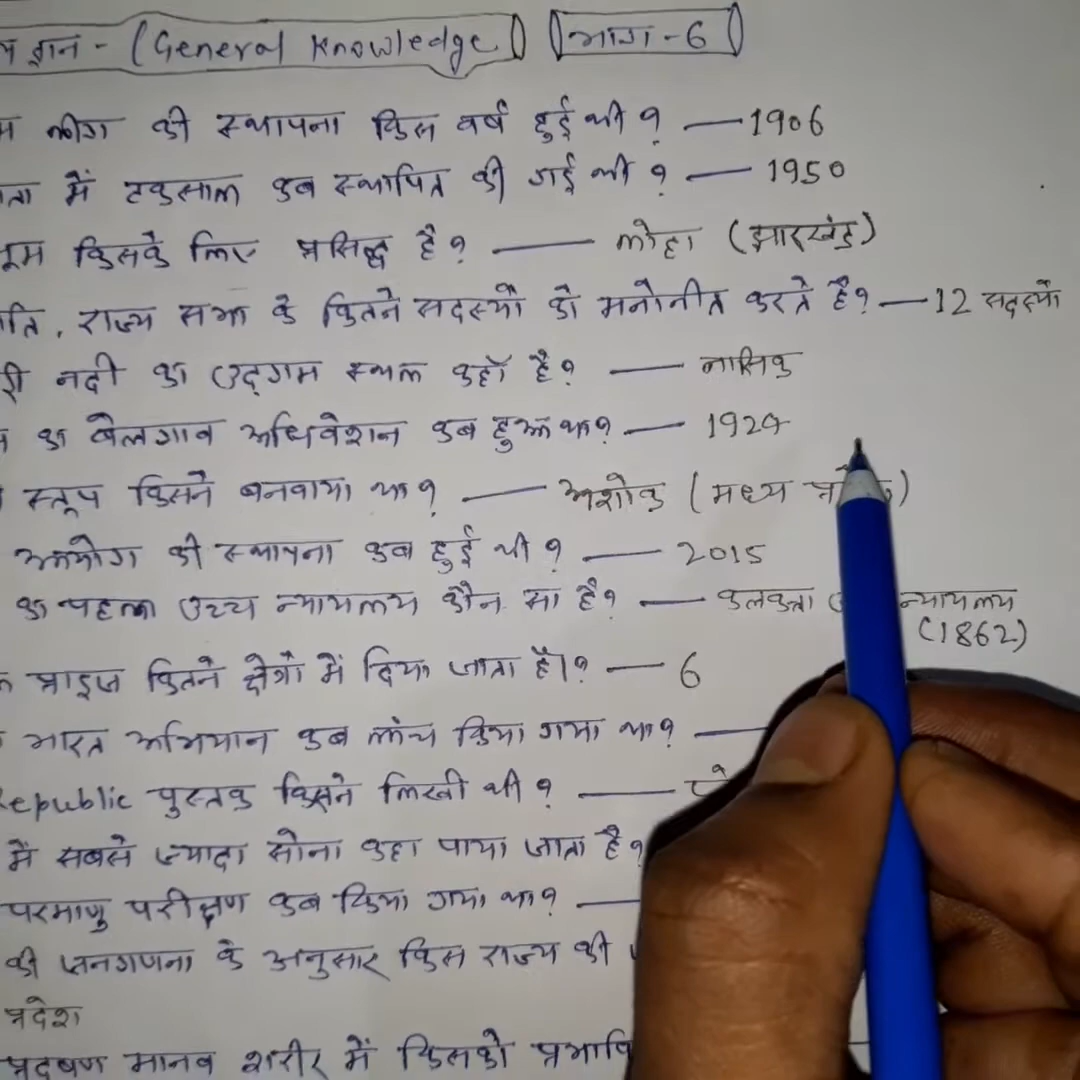 ज्ञान - (General Knowledge) भाग - 6
लीग की स्थापना किस वर्ष हुई थी ? — 1906
में टकसाल कब स्थापित की गई थी ? — 1950
किसके लिए प्रसिद्ध है ? — लोहा (झारखंड)
राज्य सभा के कितने सदस्यों को मनोनीत करते है ? — 12 सदस्यों
नदी का उद्गम स्थल कहाँ है ? — नासिक
का बेलगाव अधिवेशन कब हुआ था ? — 1924
स्तूप किसने बनवाया था ? — अशोक (मध्य
आयोग की स्थापना कब हुई थी ? — 2015
का पहला उच्च न्यायालय कौन सा है ? — कलकत्ता न्यायालय
(1862)
प्राइज कितने क्षेत्रों में दिया जाता है। ? — 6
भारत अभियान कब लांच किया गया था ? —
Republic पुस्तक किसने लिखी थी ? —
में सबसे ज्यादा सोना कहा पाया जाता है ?
परमाणु परीक्षण कब किया गया था ? —
की जनगणना के अनुसार किस राज्य की
प्रदेश
प्रदूषण मानव शरीर में किसको